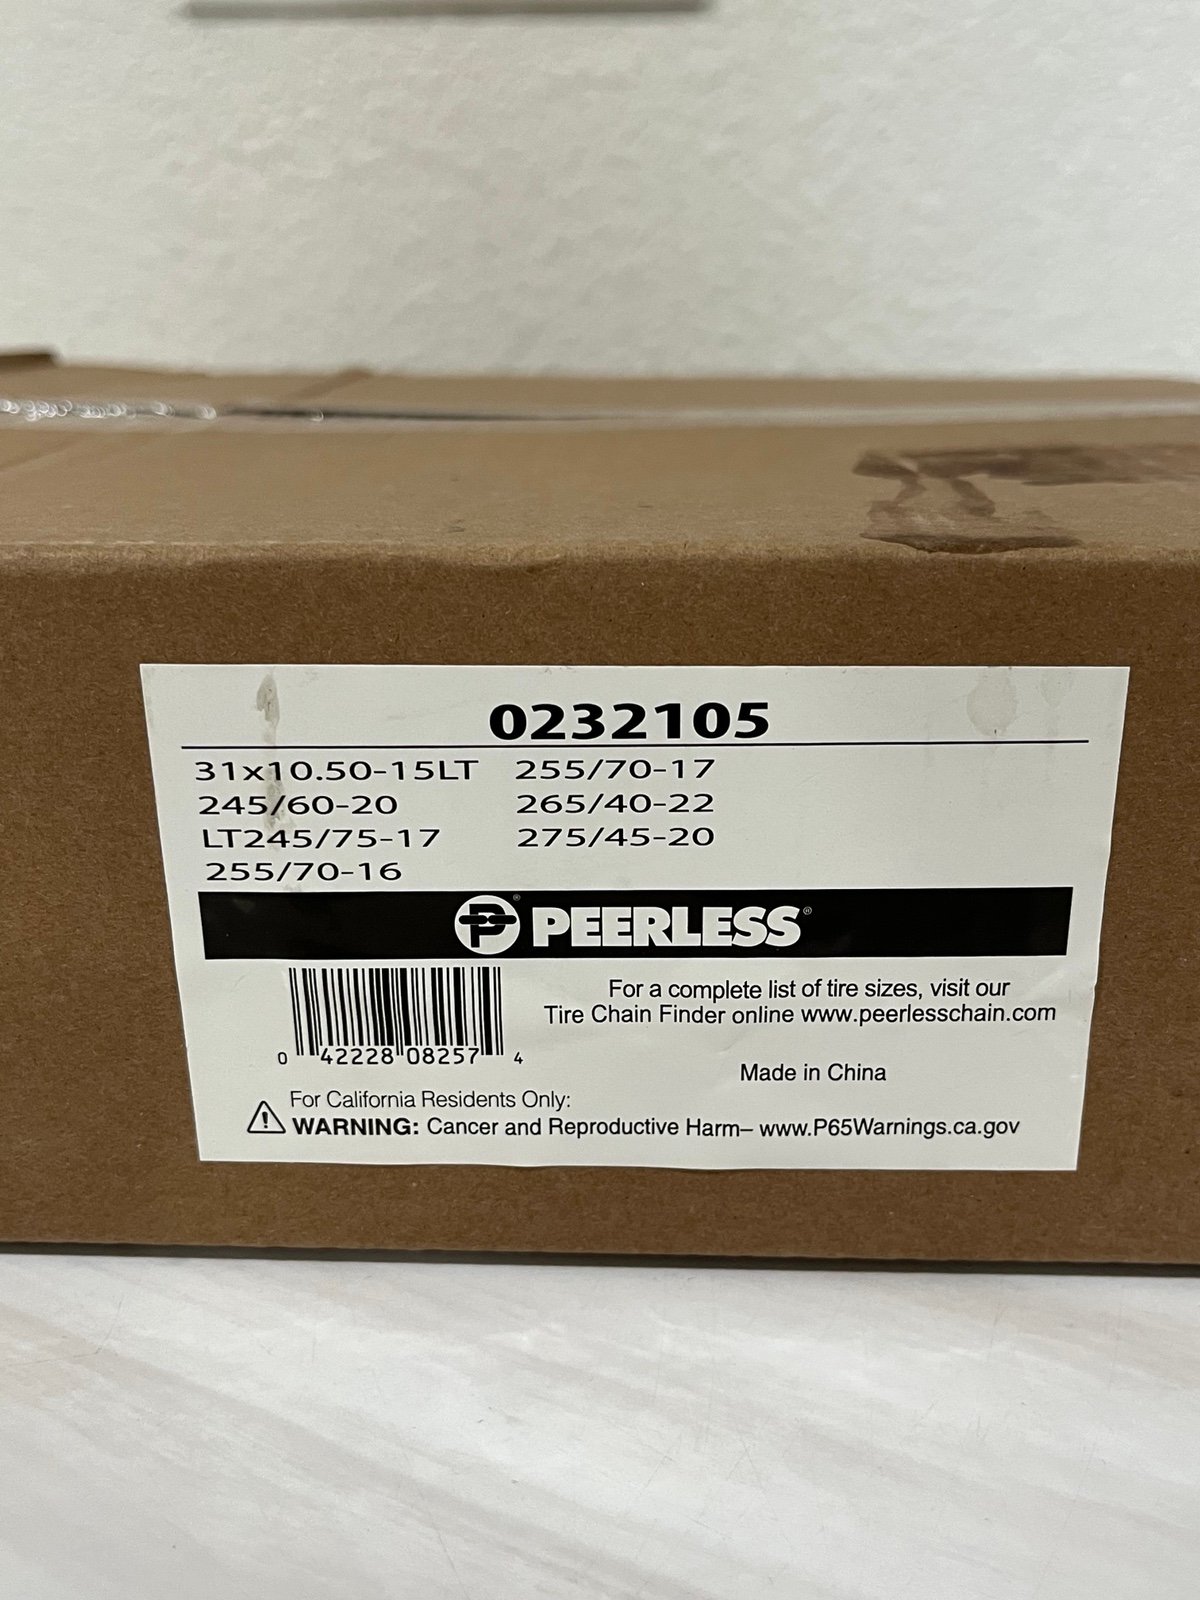 0232105
31x10.50-15LT 255/70-17
245/60-20 265/40-22
LT245/75-17 275/45-20
255/70-16
P® PEERLESS®
For a complete list of tire sizes, visit our
Tire Chain Finder online www.peerlesschain.com
0 42228 08257 4
Made in China
For California Residents Only:
WARNING: Cancer and Reproductive Harm– www.P65Warnings.ca.gov